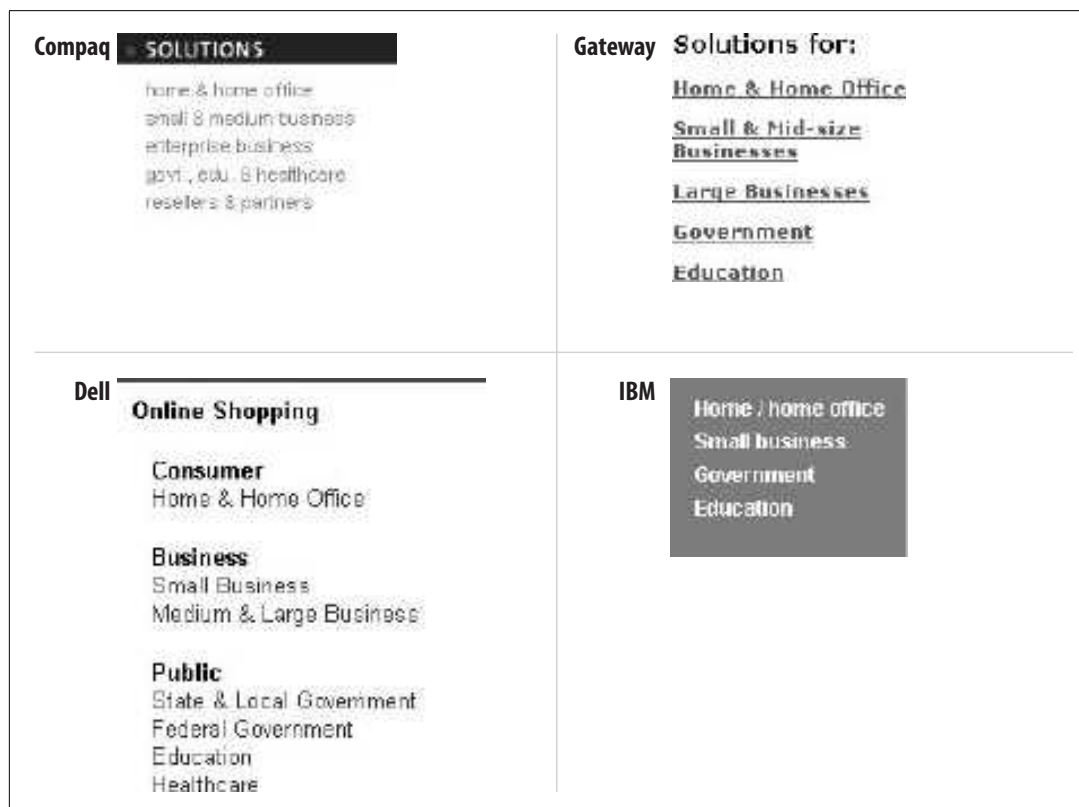 Compaq
SOLUTIONS
home & home office
small & medium business
enterprise business
govt., edu. & healthcare
resellers & partners
Gateway
Solutions for:
Home & Home Office
Small & Mid-size
Businesses
Large Businesses
Government
Education
Dell
Online Shopping
Consumer
Home & Home Office
Business
Small Business
Medium & Large Business
Public
State & Local Government
Federal Government
Education
Healthcare
IBM
Home / home office
Small business
Government
Education